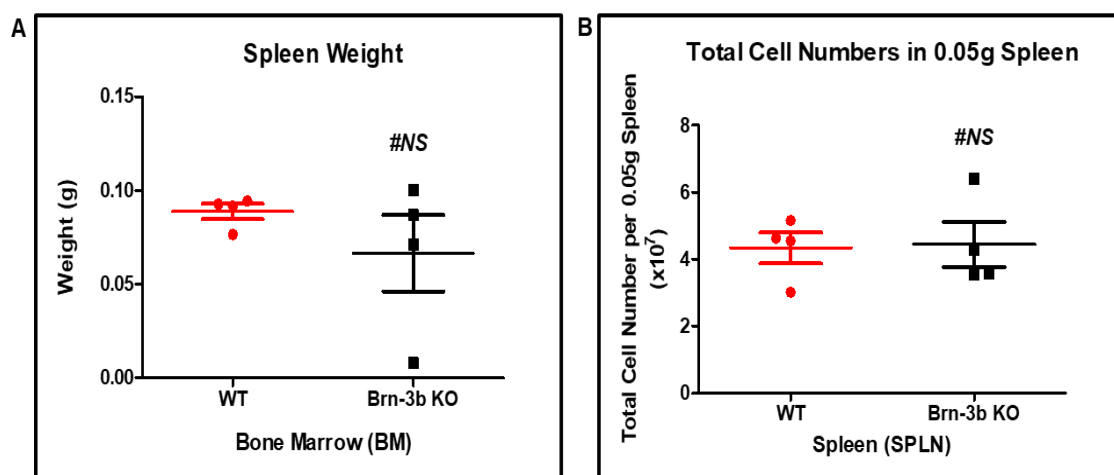 A
Spleen Weight
0.15
0.10
0.05
0.00
Weight (g)
#NS
WT
Brn-3b KO
Bone Marrow (BM)
B
Total Cell Numbers in 0.05g Spleen
8
6
4
2
0
Total Cell Number per 0.05g Spleen
(x10⁷)
#NS
WT
Brn-3b KO
Spleen (SPLN)